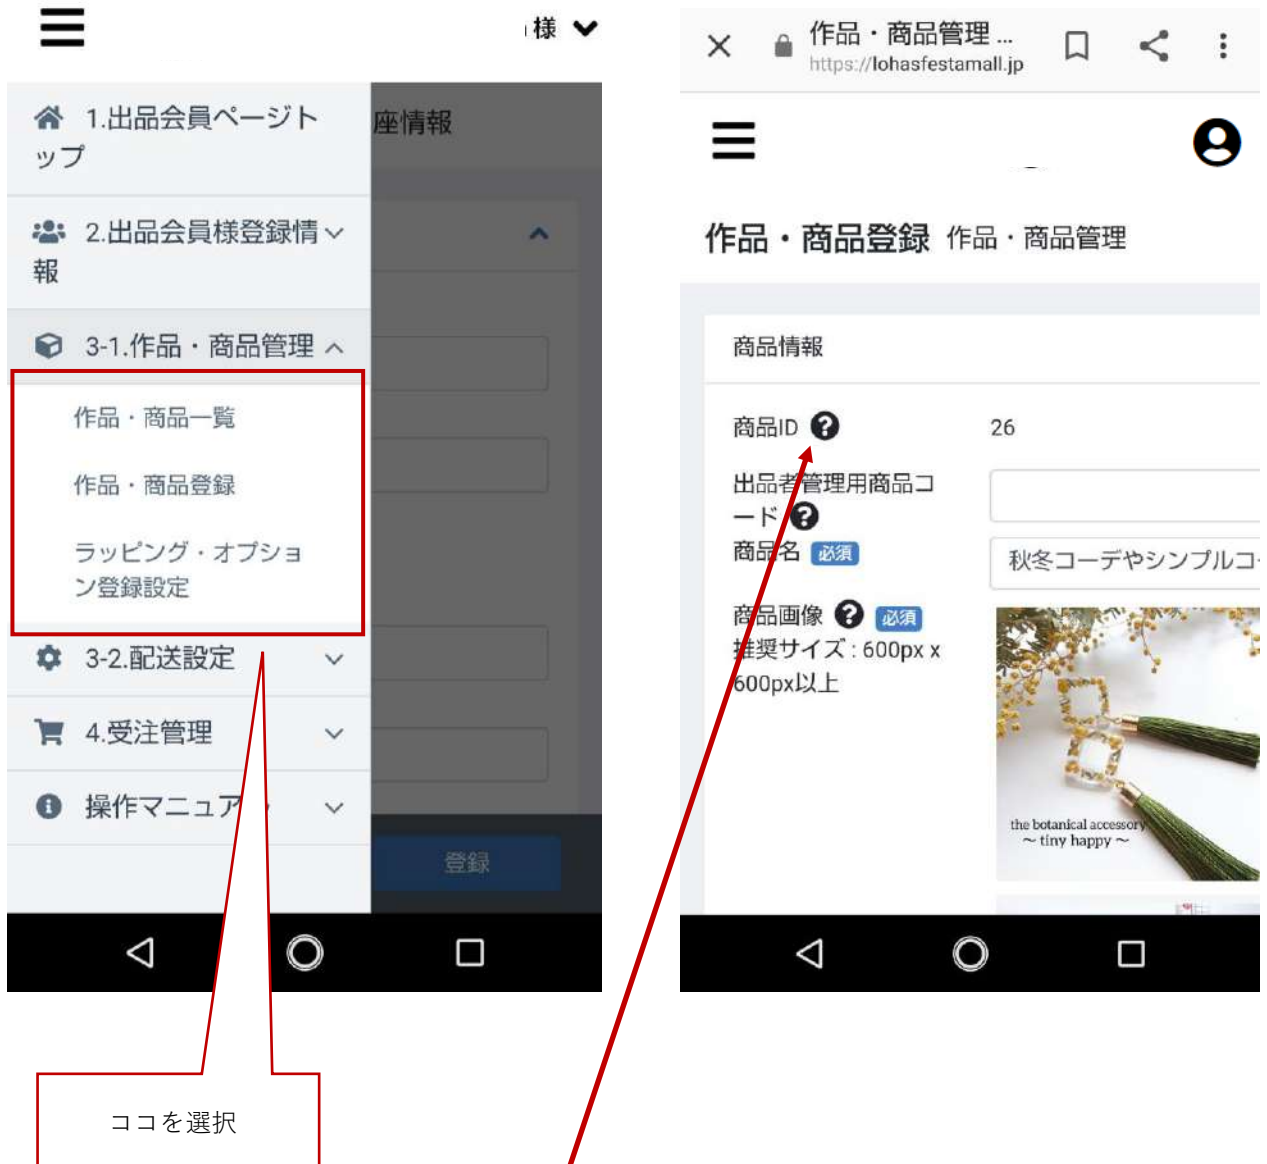 様
1.出品会員ページト
ップ
2.出品会員様登録情
報
3-1.作品・商品管理
作品・商品一覧
作品・商品登録
ラッピング・オプショ
ン登録設定
3-2.配送設定
4.受注管理
操作マニュア
座情報
登録
ココを選択
作品・商品管理 ...
https://lohasfestamall.jp
作品・商品登録 作品・商品管理
商品情報
商品ID ? 26
出品者管理用商品コ
ード ?
商品名 必須 秋冬コーデやシンプルコー
商品画像 ? 必須
推奨サイズ : 600px x
600px以上
the botanical accessory
～ tiny happy ～